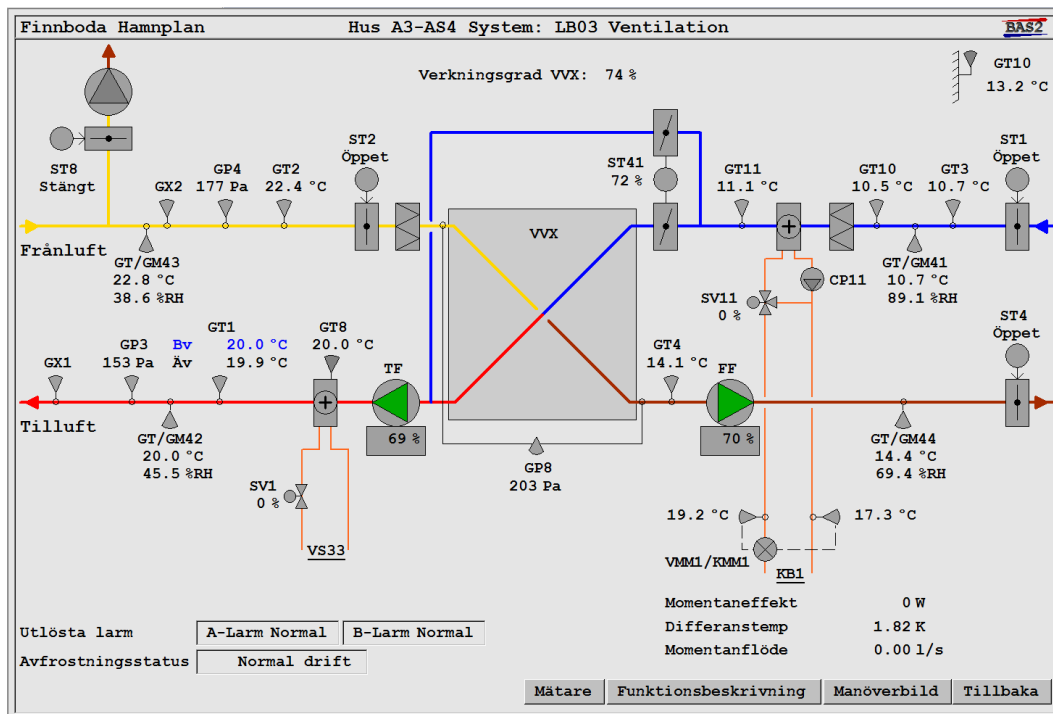 Finnboda Hamnplan
Hus A3-AS4 System: LB03 Ventilation
BAS2
Verkningsgrad VVX: 74 %
GT10
13.2 °C
ST8
Stängt
GX2
GP4
177 Pa
GT2
22.4 °C
ST2
Öppet
ST41
72 %
GT11
11.1 °C
GT10
10.5 °C
GT3
10.7 °C
ST1
Öppet
VVX
Frånluft
GT/GM43
22.8 °C
38.6 %RH
GT/GM41
10.7 °C
89.1 %RH
CP11
SV11
0 %
GX1
GP3
153 Pa
GT1
Bv 20.0 °C
Äv 19.9 °C
GT8
20.0 °C
TF
69 %
GT4
14.1 °C
FF
70 %
ST4
Öppet
Tilluft
GT/GM42
20.0 °C
45.5 %RH
GP8
203 Pa
GT/GM44
14.4 °C
69.4 %RH
SV1
0 %
VS33
19.2 °C
17.3 °C
VMM1/KMM1
KB1
Momentaneffekt 0 W
Differanstemp 1.82 K
Momentanflöde 0.00 l/s
Utlösta larm A-Larm Normal B-Larm Normal
Avfrostningsstatus Normal drift
Mätare Funktionsbeskrivning Manöverbild Tillbaka